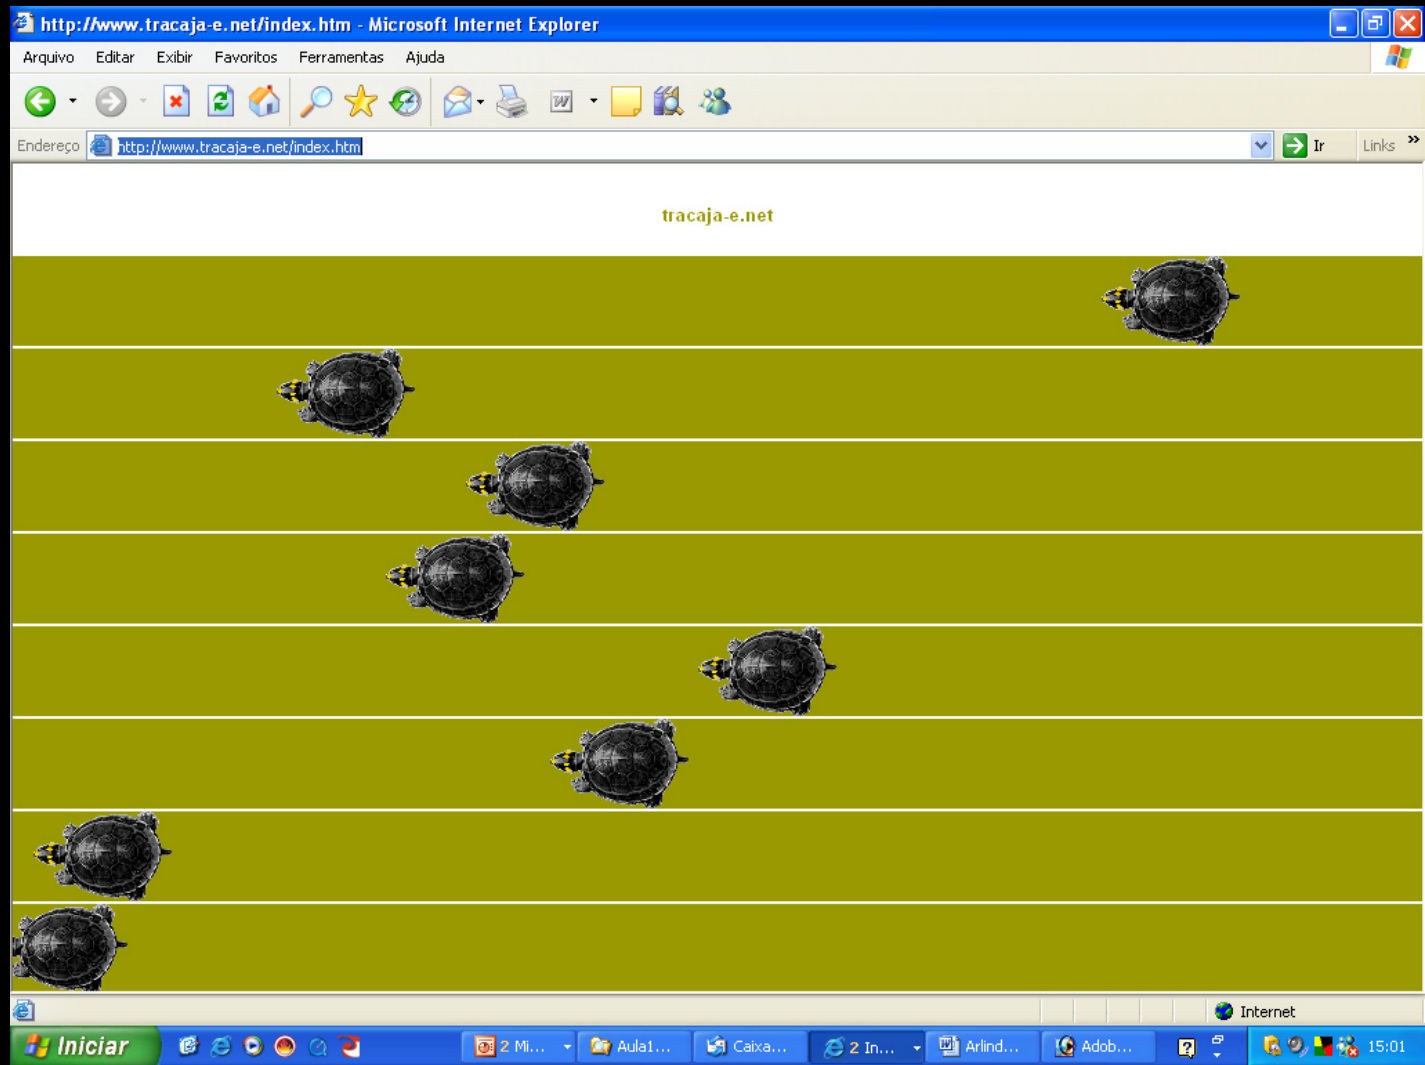 http://www.tracaja-e.net/index.htm - Microsoft Internet Explorer
Arquivo Editar Exibir Favoritos Ferramentas Ajuda
Endereço http://www.tracaja-e.net/index.htm Ir Links »
tracaja-e.net
Internet
Iniciar 2 Mi... Aula1... Caixa... 2 In... Arlind... Adob... 15:01